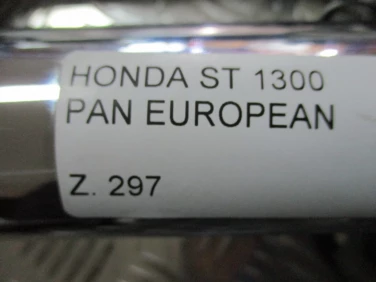 HONDA ST 1300
PAN EUROPEAN
Z. 297